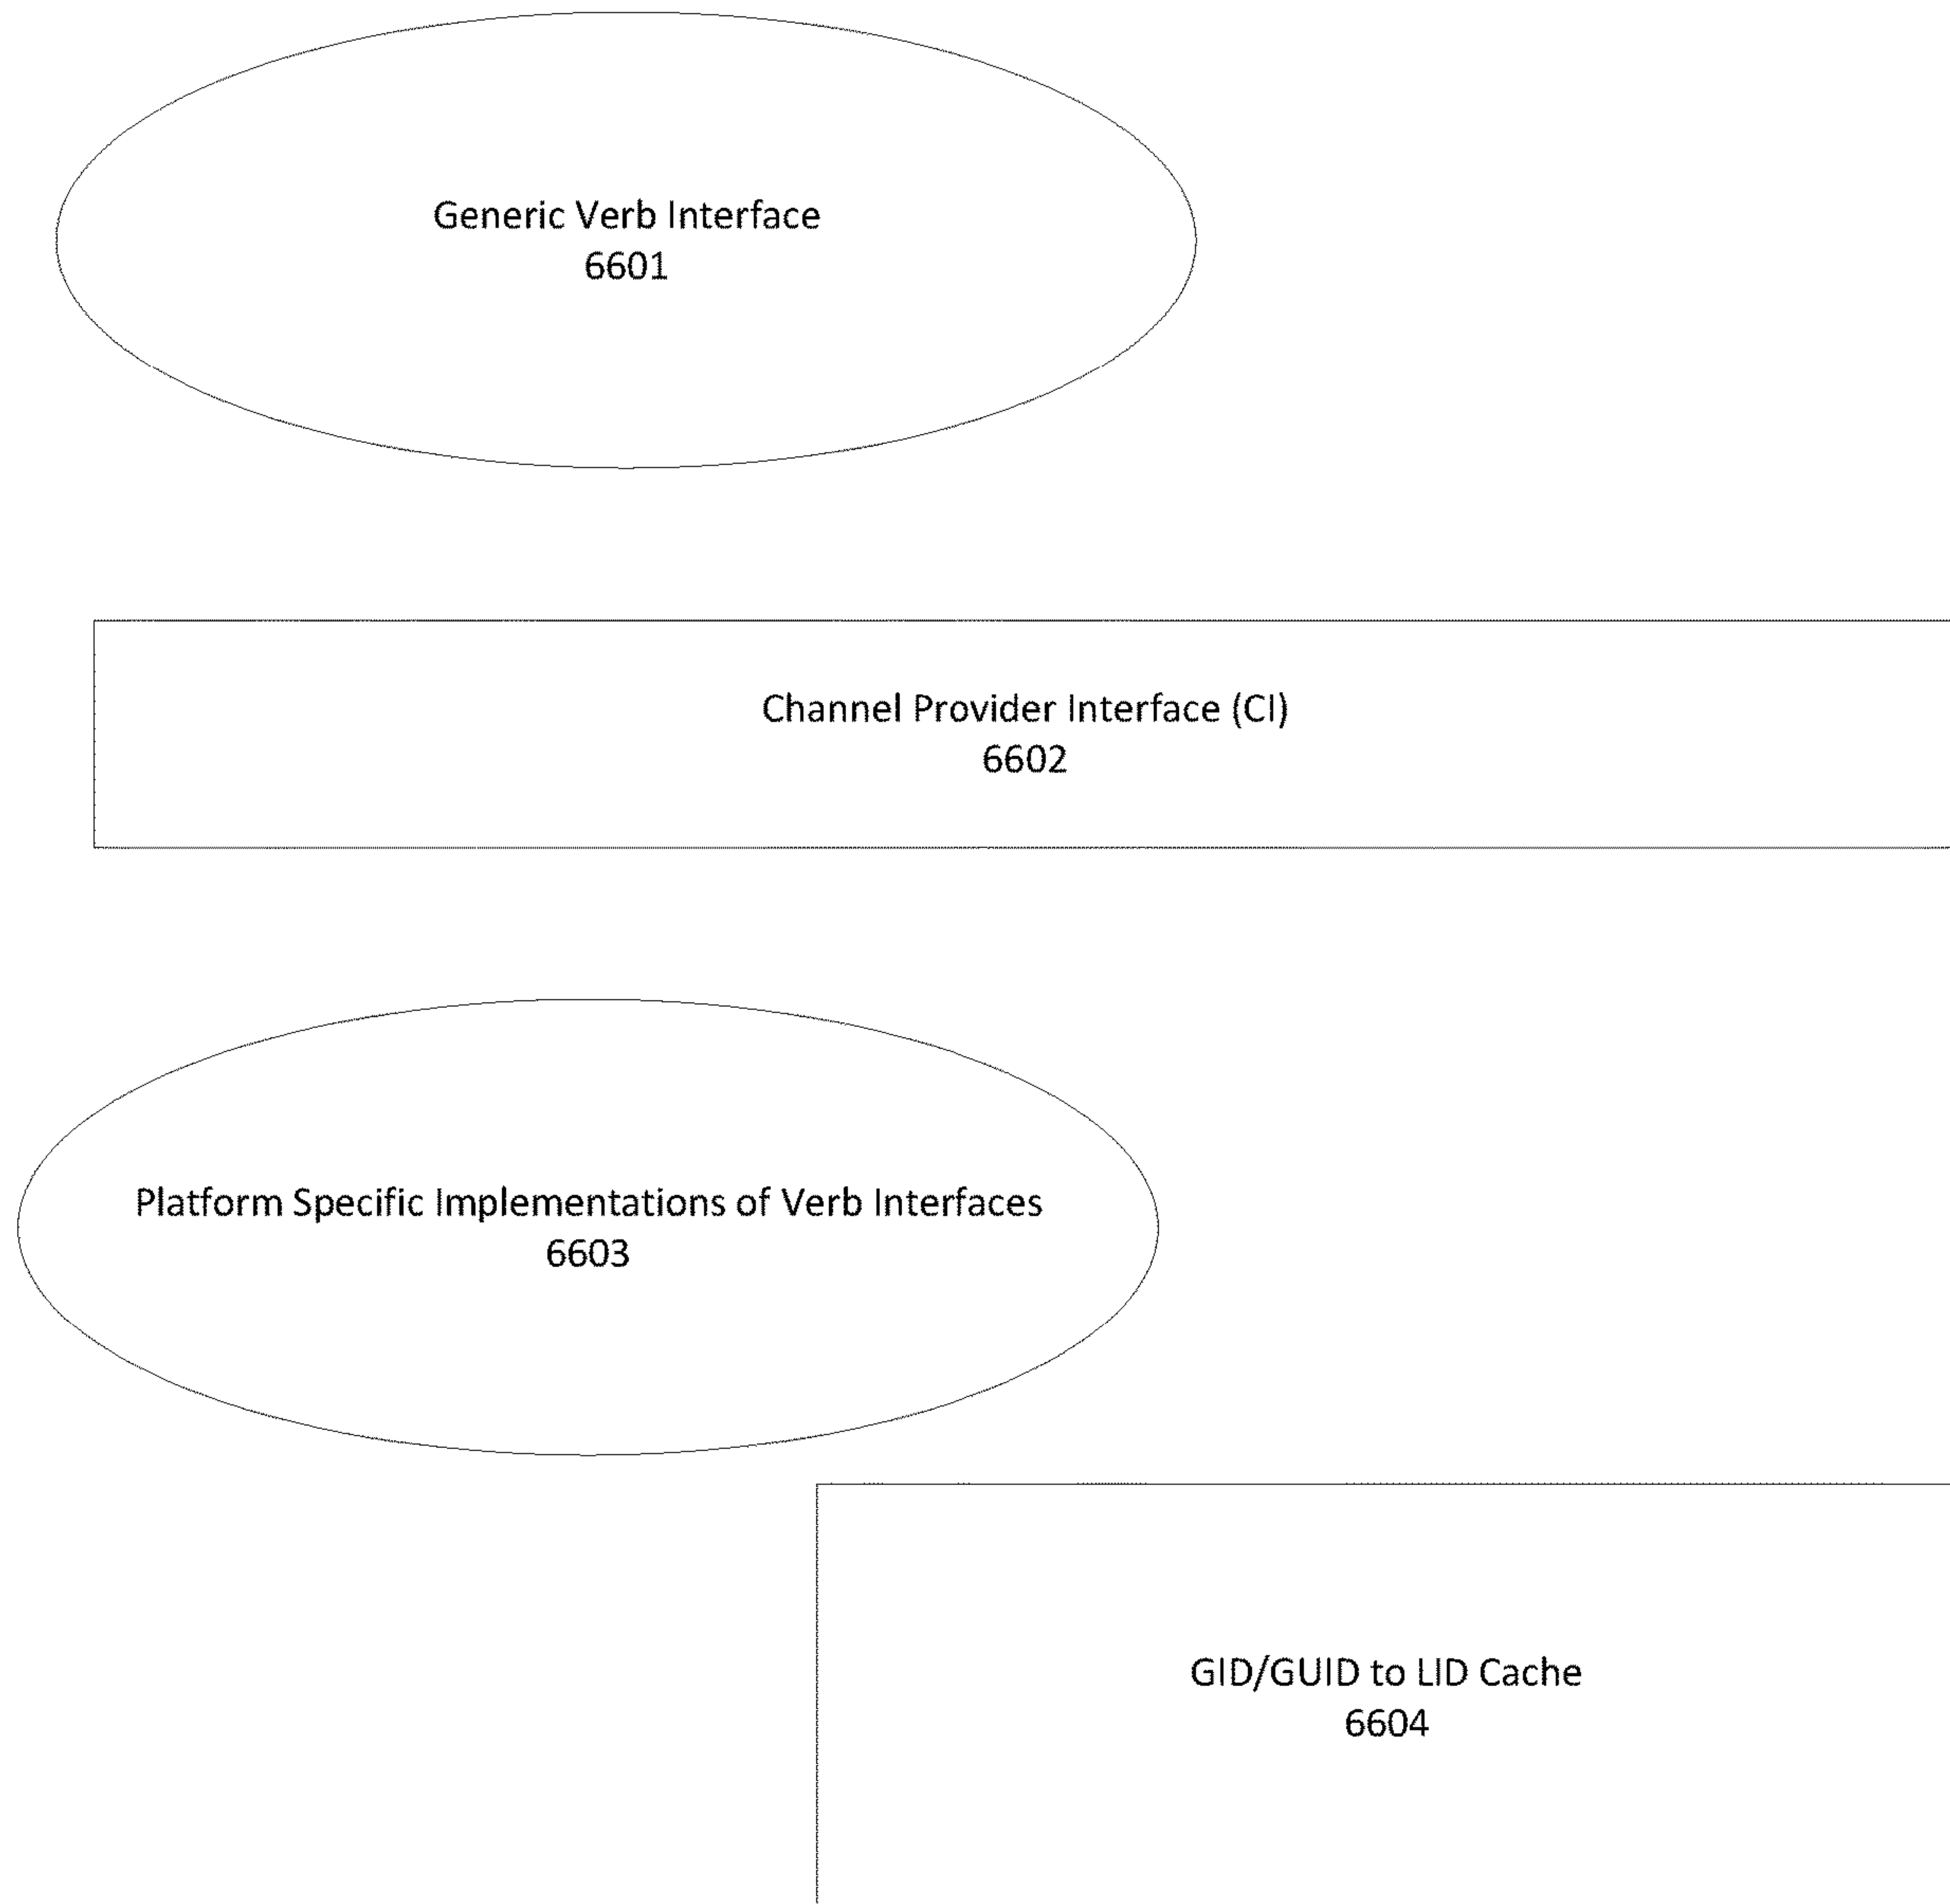 Generic Verb Interface
6601
Channel Provider Interface (CI)
6602
Platform Specific Implementations of Verb Interfaces
6603
GID/GUID to LID Cache
6604